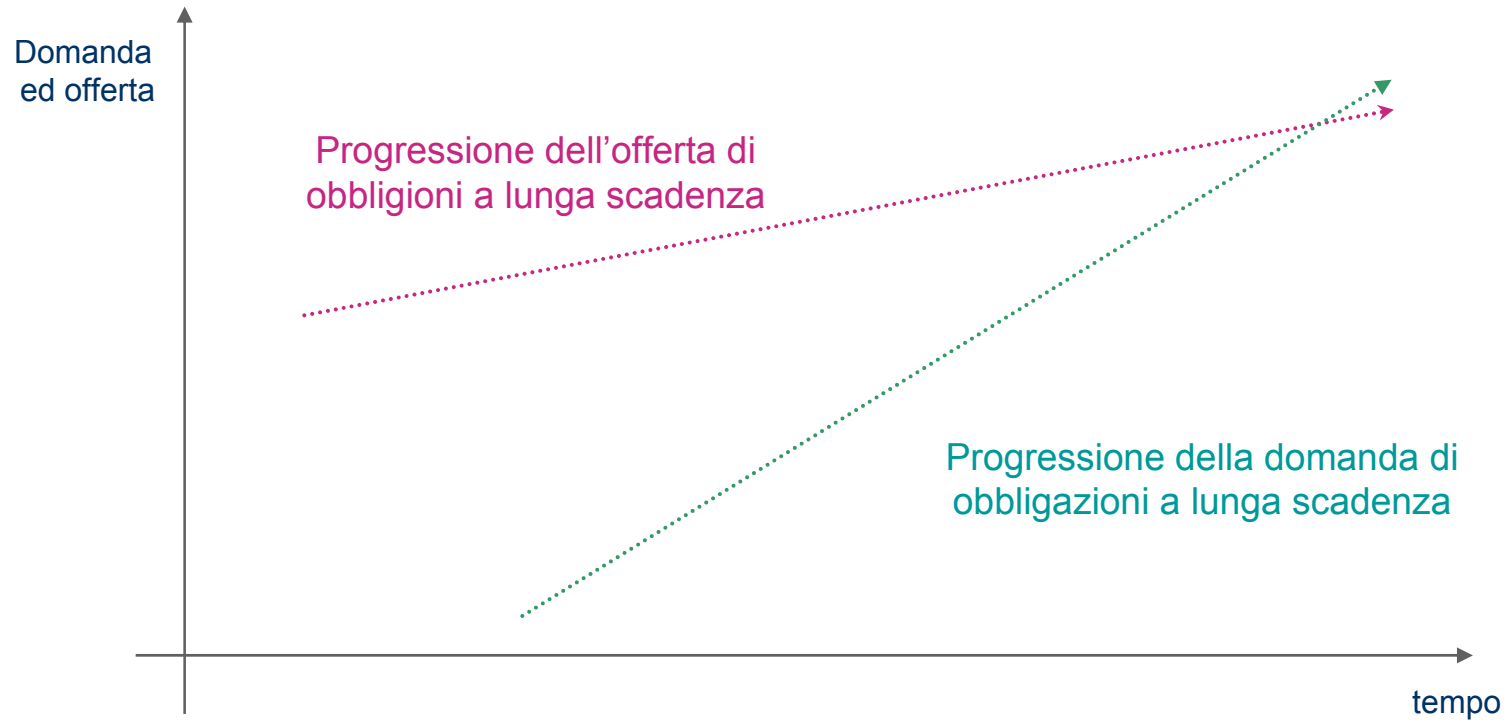 Domanda
ed offerta
Progressione dell’offerta di
obbligioni a lunga scadenza
Progressione della domanda di
obbligazioni a lunga scadenza
tempo